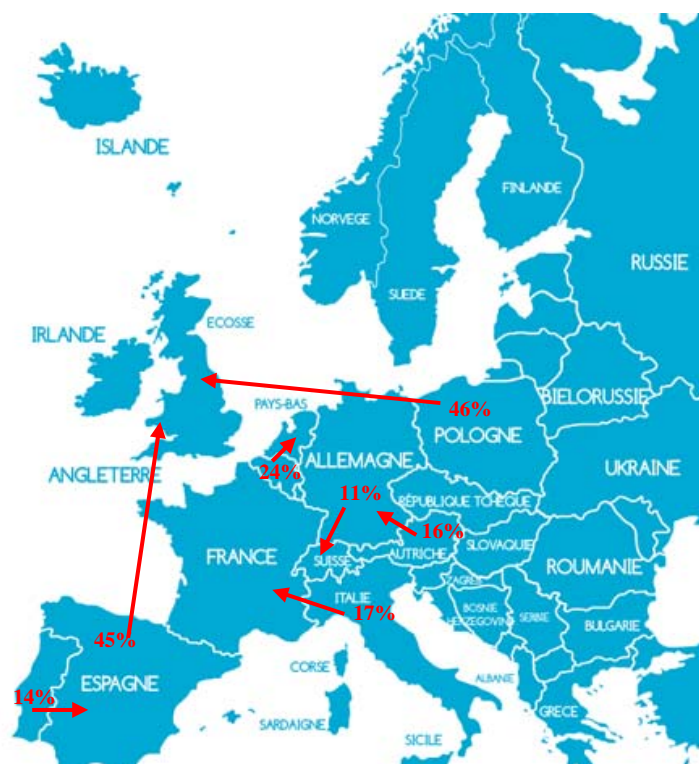 ISLANDE
FINLANDE
NORVEGE
RUSSIE
SUEDE
ECOSSE
IRLANDE
BIELORUSSIE
PAYS-BAS
46%
POLOGNE
ALLEMAGNE
24%
ANGLETERRE
UKRAINE
11%
RÉPUBLIQUE TCHEQUE
16%
SLOVAQUIE
AUTRICHE
FRANCE
SUISSE
ROUMANIE
ZAGREB
ITALIE
17%
BOSNIE
HERZEGOVINE
SERBIE
BULGARIE
45%
CORSE
ESPAGNE
ALBANIE
14%
GRECE
SARDAIGNE
SICILE